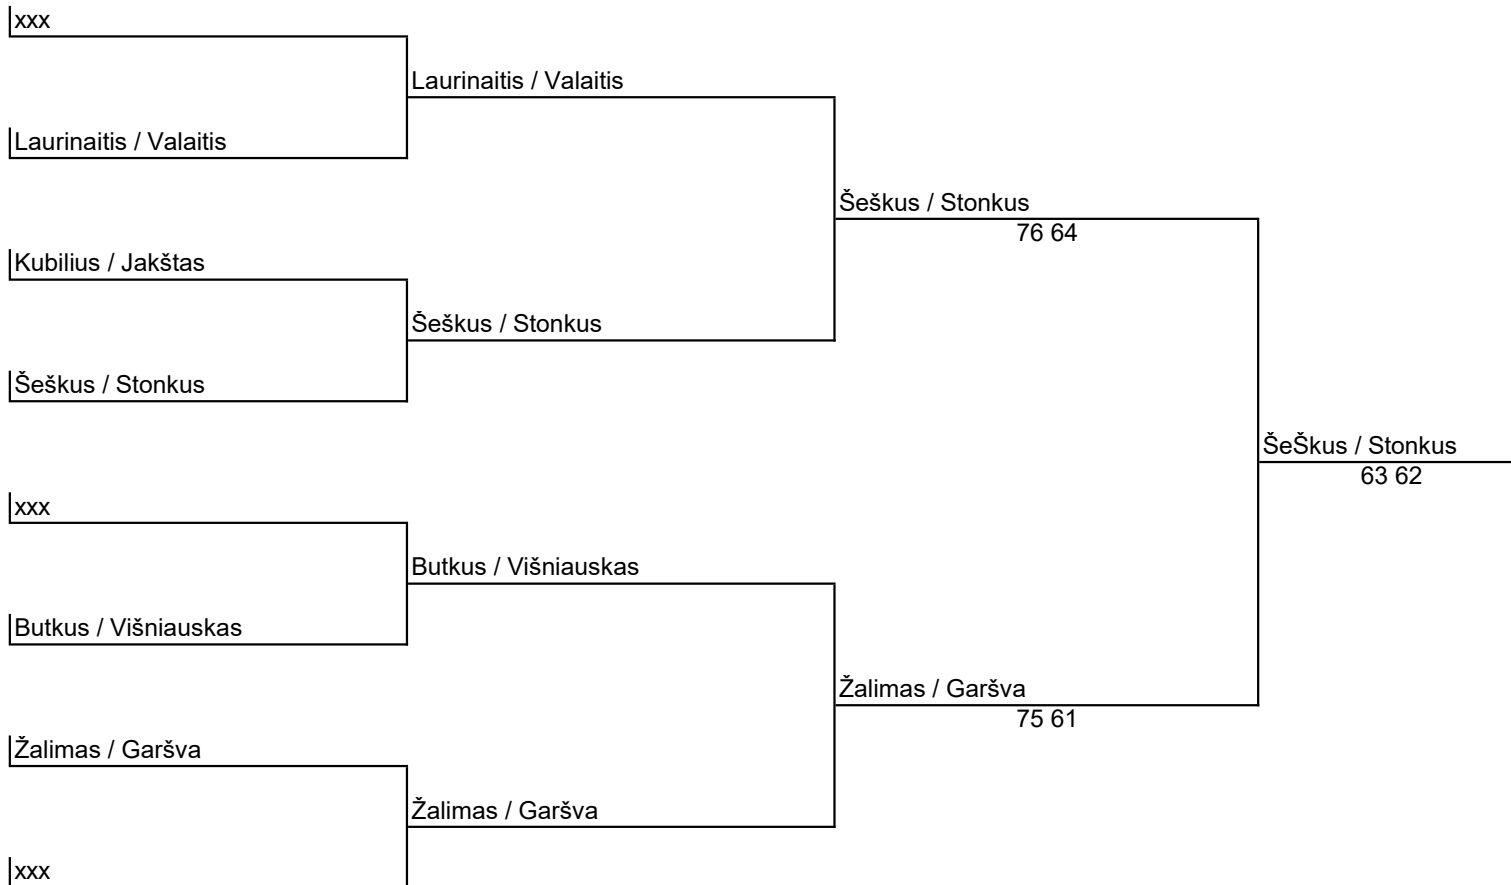 xxx
Laurinaitis / Valaitis
Laurinaitis / Valaitis
Šeškus / Stonkus
76 64
Kubilius / Jakštas
Šeškus / Stonkus
Šeškus / Stonkus
ŠeŠkus / Stonkus
63 62
xxx
Butkus / Višniauskas
Butkus / Višniauskas
Žalimas / Garšva
75 61
Žalimas / Garšva
Žalimas / Garšva
xxx